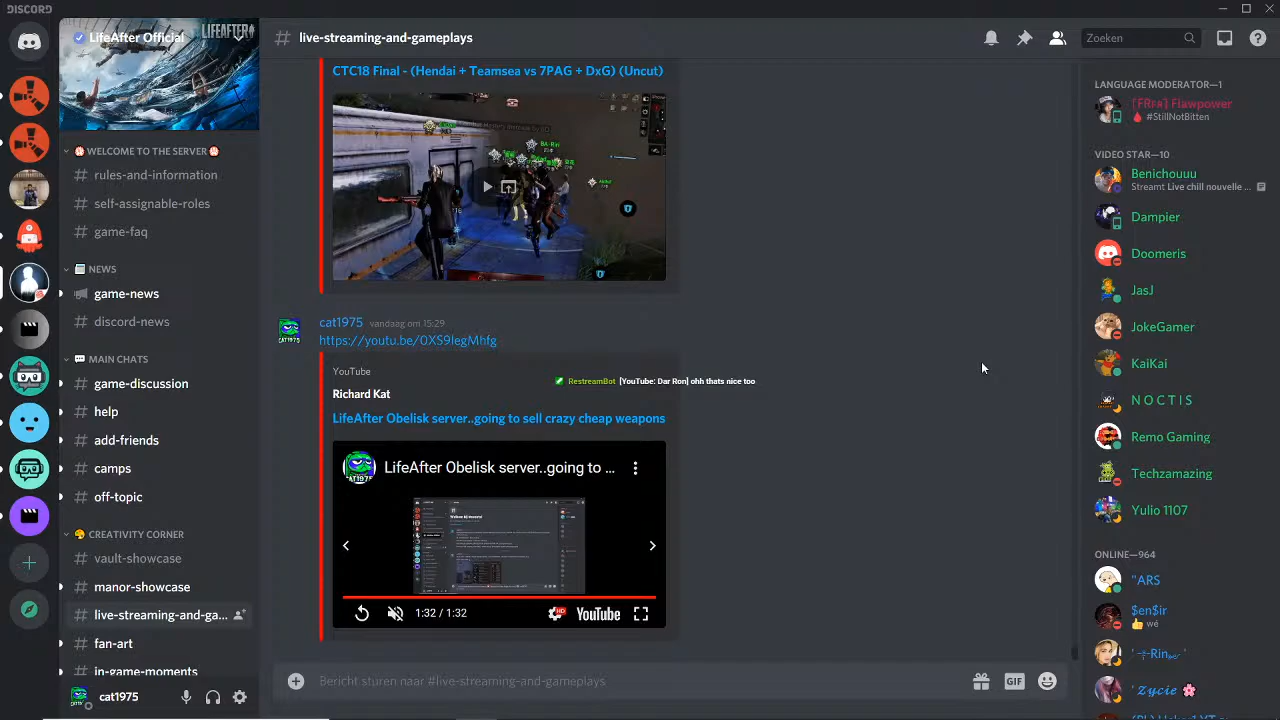 DISCORD
LifeAfter Official
LIFEAFTER
WELCOME TO THE SERVER
# rules-and-information
# self-assignable-roles
# game-faq
NEWS
game-news
# discord-news
MAIN CHATS
# game-discussion
# help
# add-friends
# camps
# off-topic
CREATIVITY CORNER
# vault-showcase
# manor-showcase
# live-streaming-and-ga...
# fan-art
# in-game-moments
cat1975
# live-streaming-and-gameplays
Zoeken
CTC18 Final - (Hendai + Teamsea vs 7PAG + DxG) (Uncut)
cat1975 vandaag om 15:29
https://youtu.be/0XS9IegMhfg
YouTube
RestreamBot [YouTube: Dar Ron] ohh thats nice too
Richard Kat
LifeAfter Obelisk server..going to sell crazy cheap weapons
LifeAfter Obelisk server..going to ...
CAT1975
1:32 / 1:32
HD
YouTube
Bericht sturen naar #live-streaming-and-gameplays
GIF
LANGUAGE MODERATOR—1
[FRFR] Flawpower
#StillNotBitten
VIDEO STAR—10
Benichouuu
Streamt Live chill nouvelle ...
Dampier
Doomeris
JasJ
JokeGamer
KaiKai
N O C T I S
Remo Gaming
Techzamazing
Yulio 1107
ONLINE—964
"ARS
$en$ir
wé
'Zycie